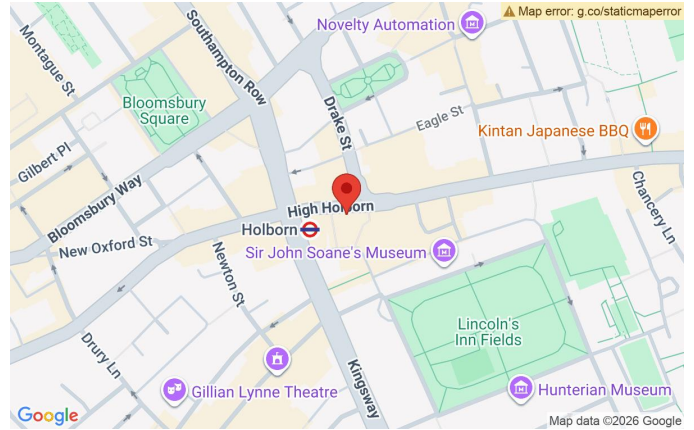 Map error: g.co/staticmaperror
Novelty Automation
Montague St
Southampton Row
Bloomsbury
Square
Drake St
Eagle St
Kintan Japanese BBQ
Gilbert Pl
Bloomsbury Way
High Holborn
Chancery Ln
Holborn
New Oxford St
Sir John Soane's Museum
Newton St
Lincoln's
Inn Fields
Drury Ln
Kingsway
Gillian Lynne Theatre
Hunterian Museum
Google
Map data ©2026 Google